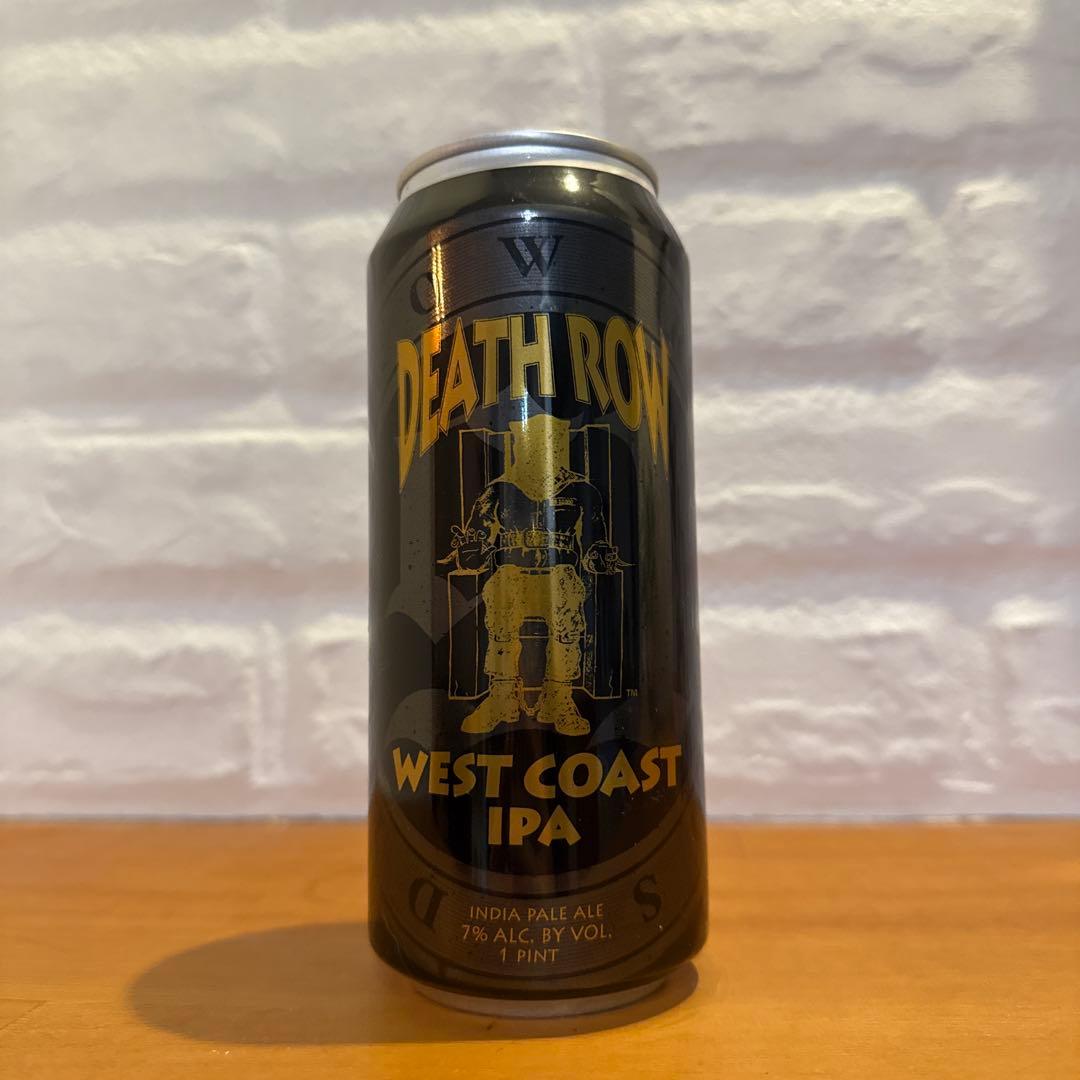 C W
DEATH ROW
TM
WEST COAST
IPA
D S
INDIA PALE ALE
7% ALC. BY VOL.
1 PINT